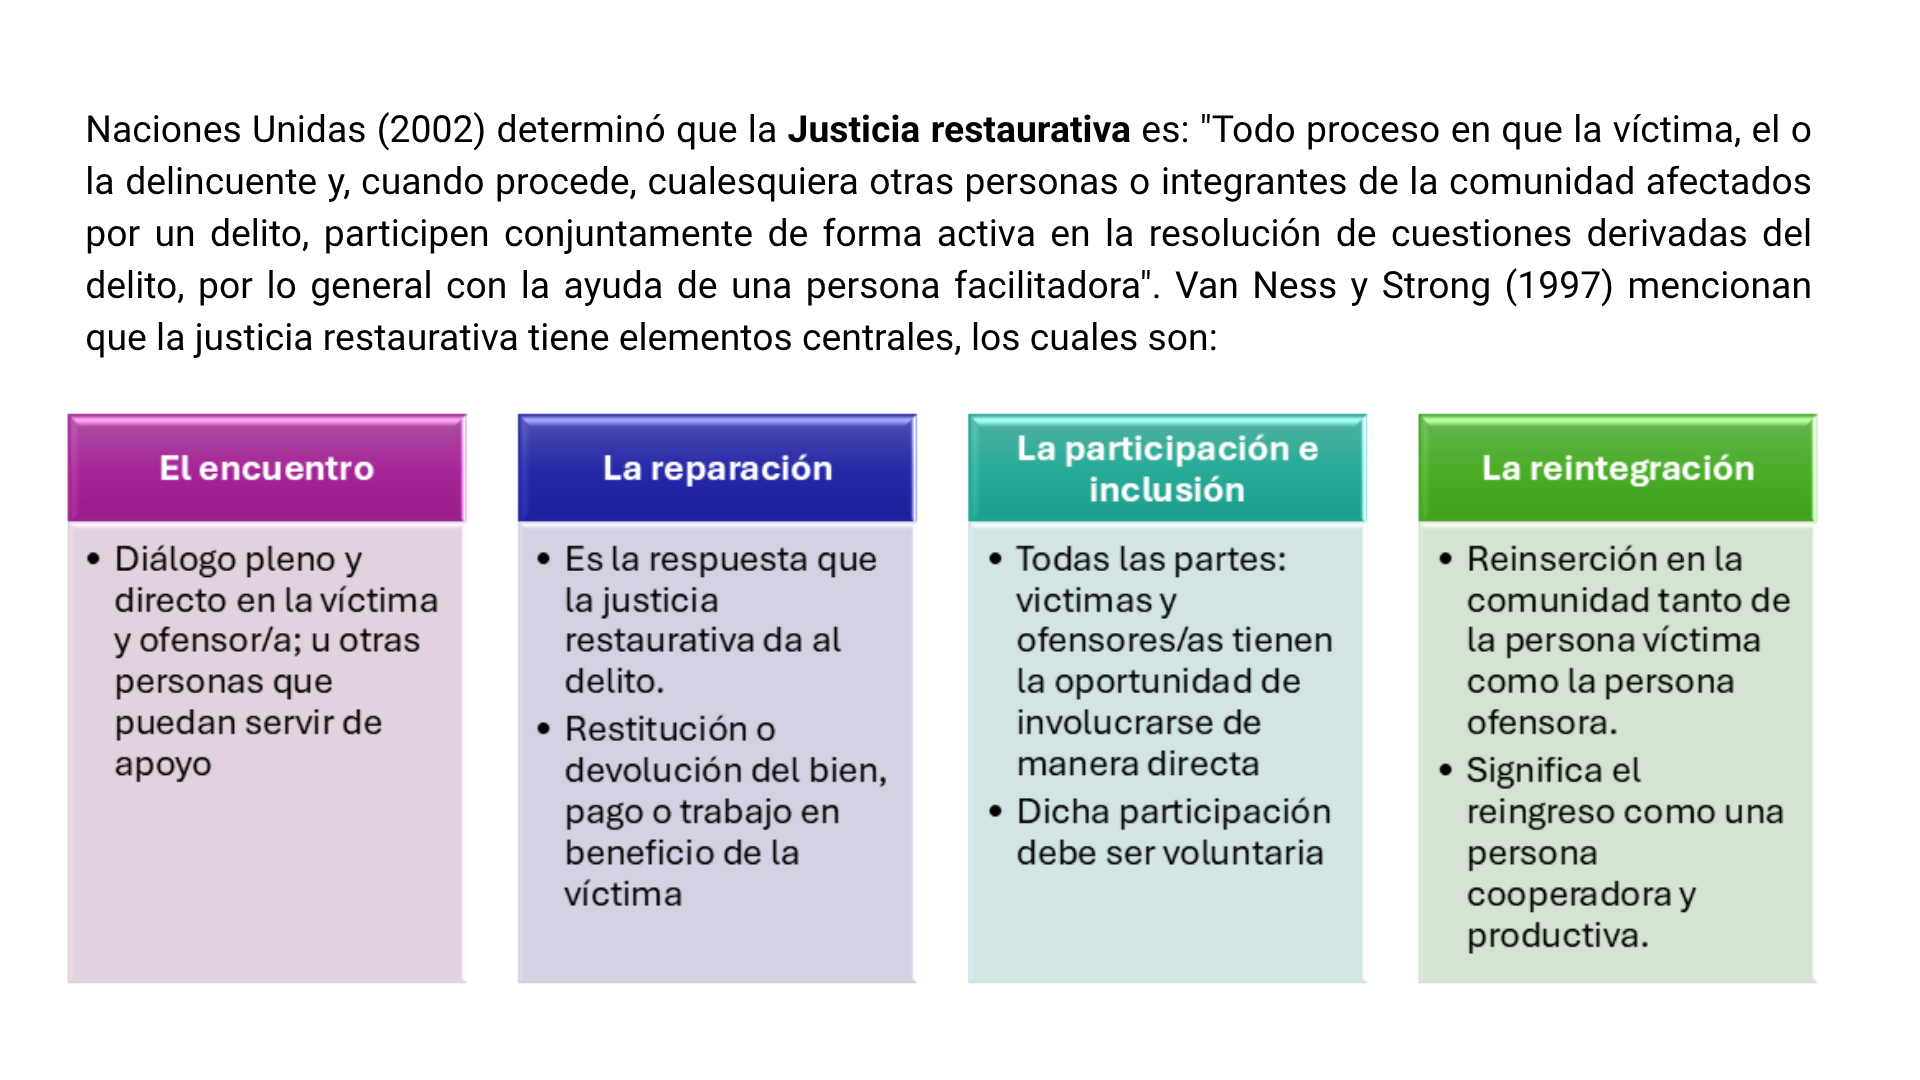 Naciones Unidas (2002) determinó que la Justicia restaurativa es: "Todo proceso en que la víctima, el o
la delincuente y, cuando procede, cualesquiera otras personas o integrantes de la comunidad afectados
por un delito, participen conjuntamente de forma activa en la resolución de cuestiones derivadas del
delito, por lo general con la ayuda de una persona facilitadora". Van Ness y Strong (1997) mencionan
que la justicia restaurativa tiene elementos centrales, los cuales son:
El encuentro
• Diálogo pleno y
directo en la víctima
y ofensor/a; u otras
personas que
puedan servir de
apoyo
La reparación
• Es la respuesta que
la justicia
restaurativa da al
delito.
• Restitución o
devolución del bien,
pago o trabajo en
beneficio de la
víctima
La participación e
inclusión
• Todas las partes:
victimas y
ofensores/as tienen
la oportunidad de
involucrarse de
manera directa
• Dicha participación
debe ser voluntaria
La reintegración
• Reinserción en la
comunidad tanto de
la persona víctima
como la persona
ofensora.
• Significa el
reingreso como una
persona
cooperadora y
productiva.